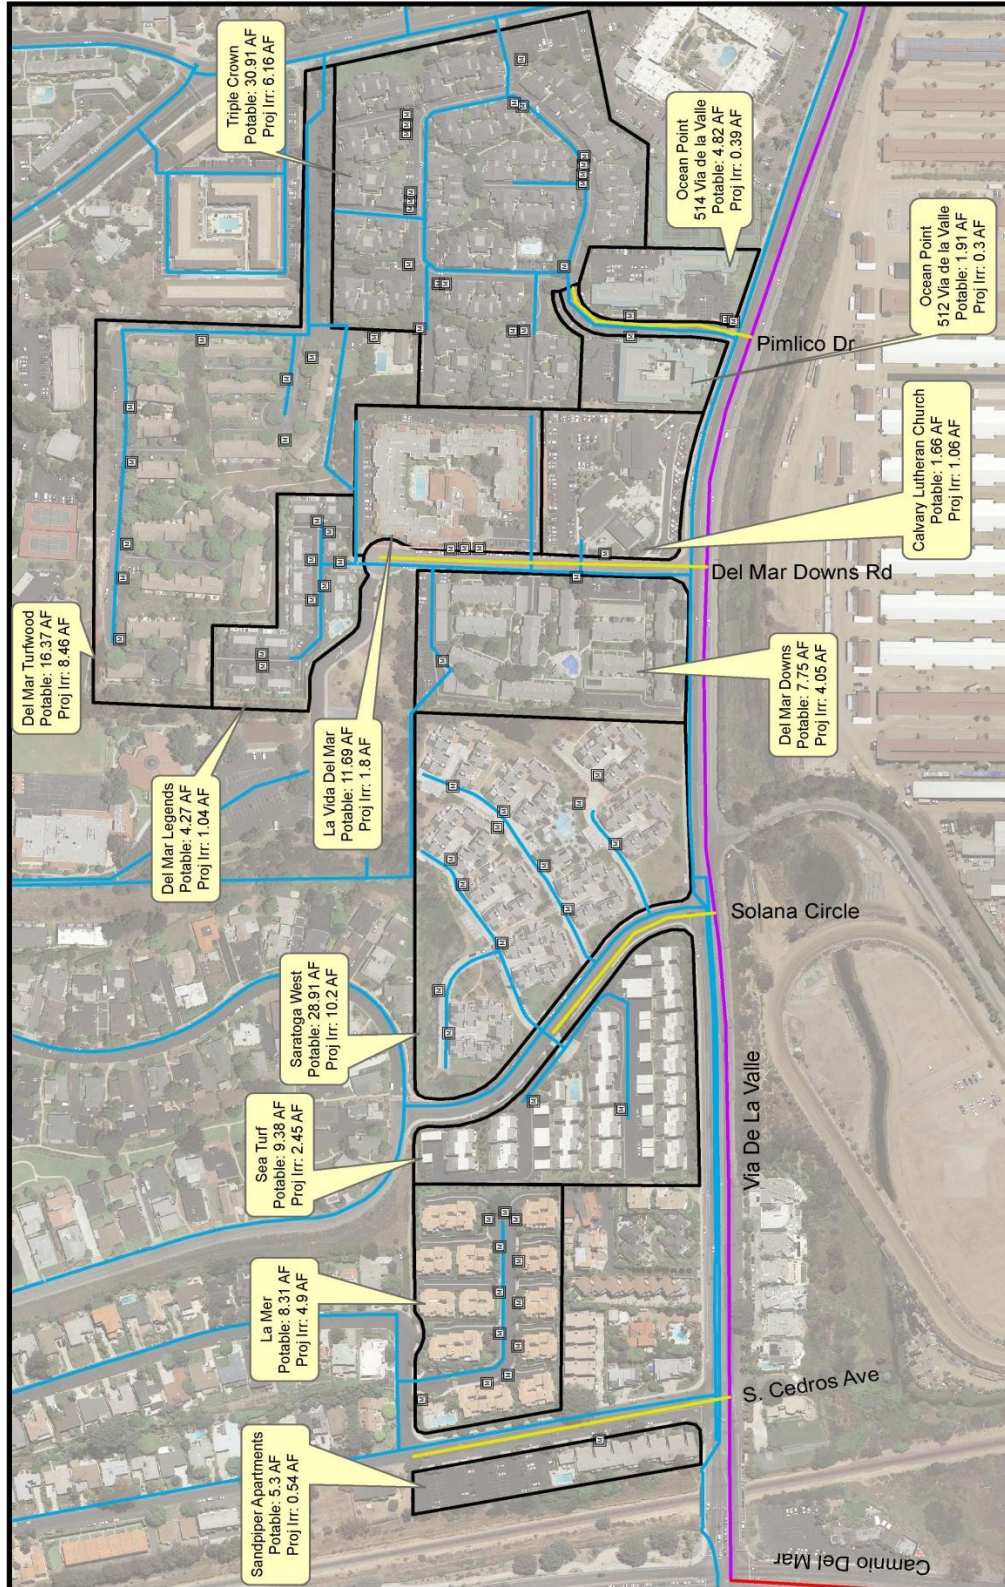 Triple Crown
Potable: 30.91 AF
Proj Irr: 6.16 AF
Ocean Point
514 Via de la Valle
Potable: 4.82 AF
Proj Irr: 0.39 AF
Ocean Point
512 Via de la Valle
Potable: 1.91 AF
Proj Irr: 0.3 AF
Pimlico Dr
Calvary Lutheran Church
Potable: 1.66 AF
Proj Irr: 1.06 AF
Del Mar Downs Rd
Del Mar Turfwood
Potable: 16.37 AF
Proj Irr: 8.46 AF
Del Mar Legends
Potable: 4.27 AF
Proj Irr: 1.04 AF
La Vida Del Mar
Potable: 11.69 AF
Proj Irr: 1.8 AF
Del Mar Downs
Potable: 7.75 AF
Proj Irr: 4.05 AF
Solana Circle
Saratoga West
Potable: 28.91 AF
Proj Irr: 10.2 AF
Sea Turf
Potable: 9.38 AF
Proj Irr: 2.45 AF
Via De La Valle
La Mer
Potable: 8.31 AF
Proj Irr: 4.9 AF
S. Cedros Ave
Sandpiper Apartments
Potable: 5.3 AF
Proj Irr: 0.54 AF
Camnio Del Mar